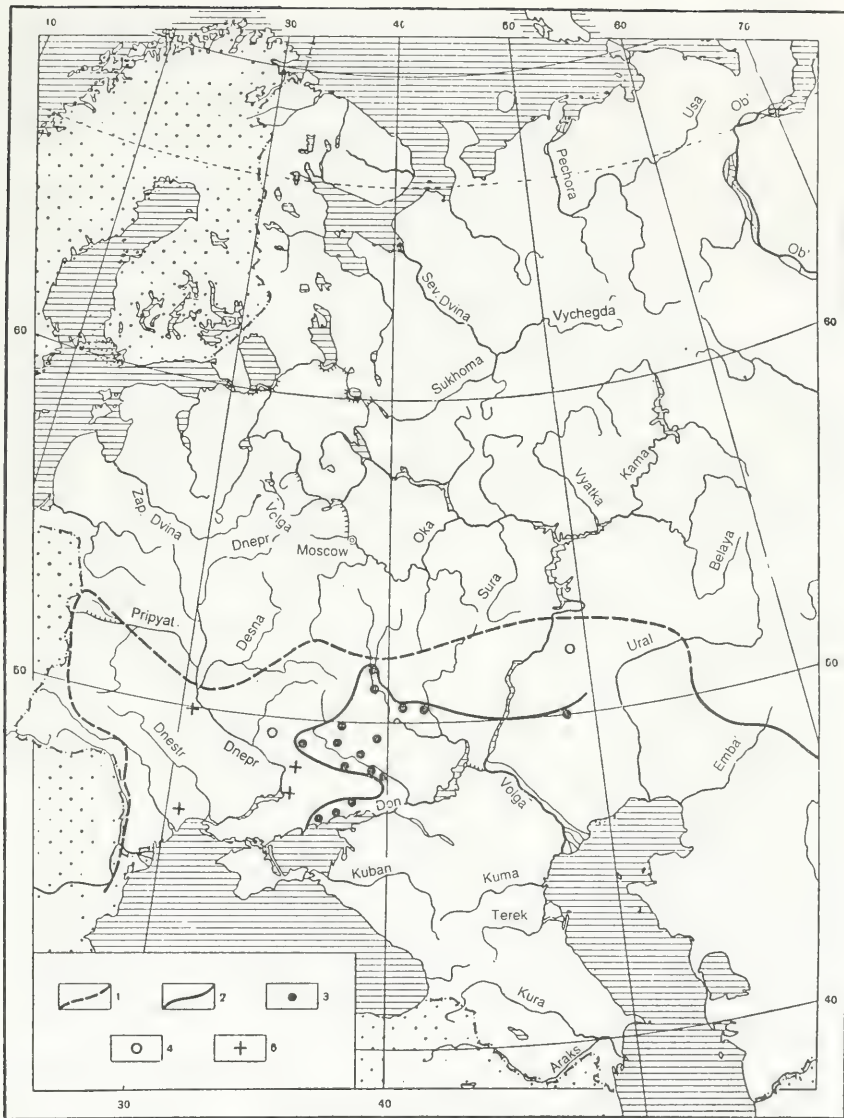 10 30 40 50 60 70
Ob'
Usa
Pechora
Ob'
Sev. Dvina
Vychegda
60 60
Sukhona
Kama
Vyatka
Zap. Dvina
Volga
Oka
Dnepr
Moscow
Belaya
Sura
Pripyat'
Desna
Ural
50 50
Dnestr
Dnepr
Emba
Don
Volga
Kuban
Kuma
Terek
1 2 3
Kura
40
4 5
Araks
30 40